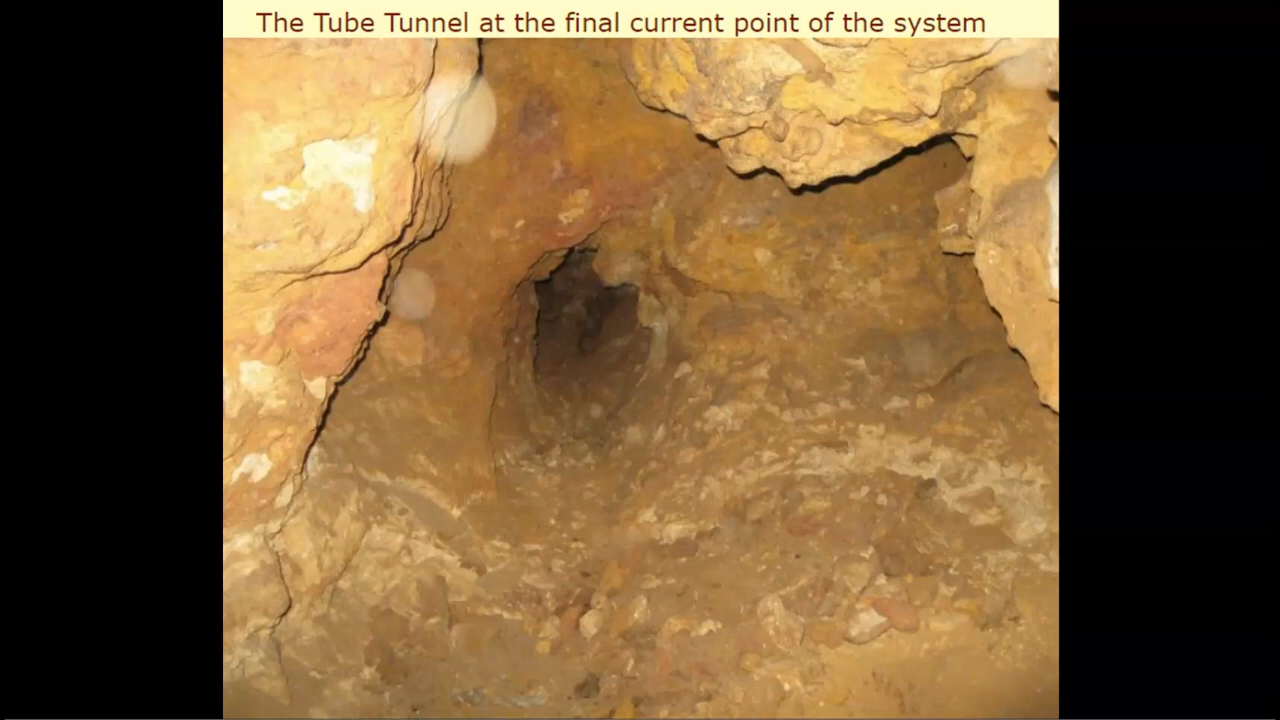 The Tube Tunnel at the final current point of the system